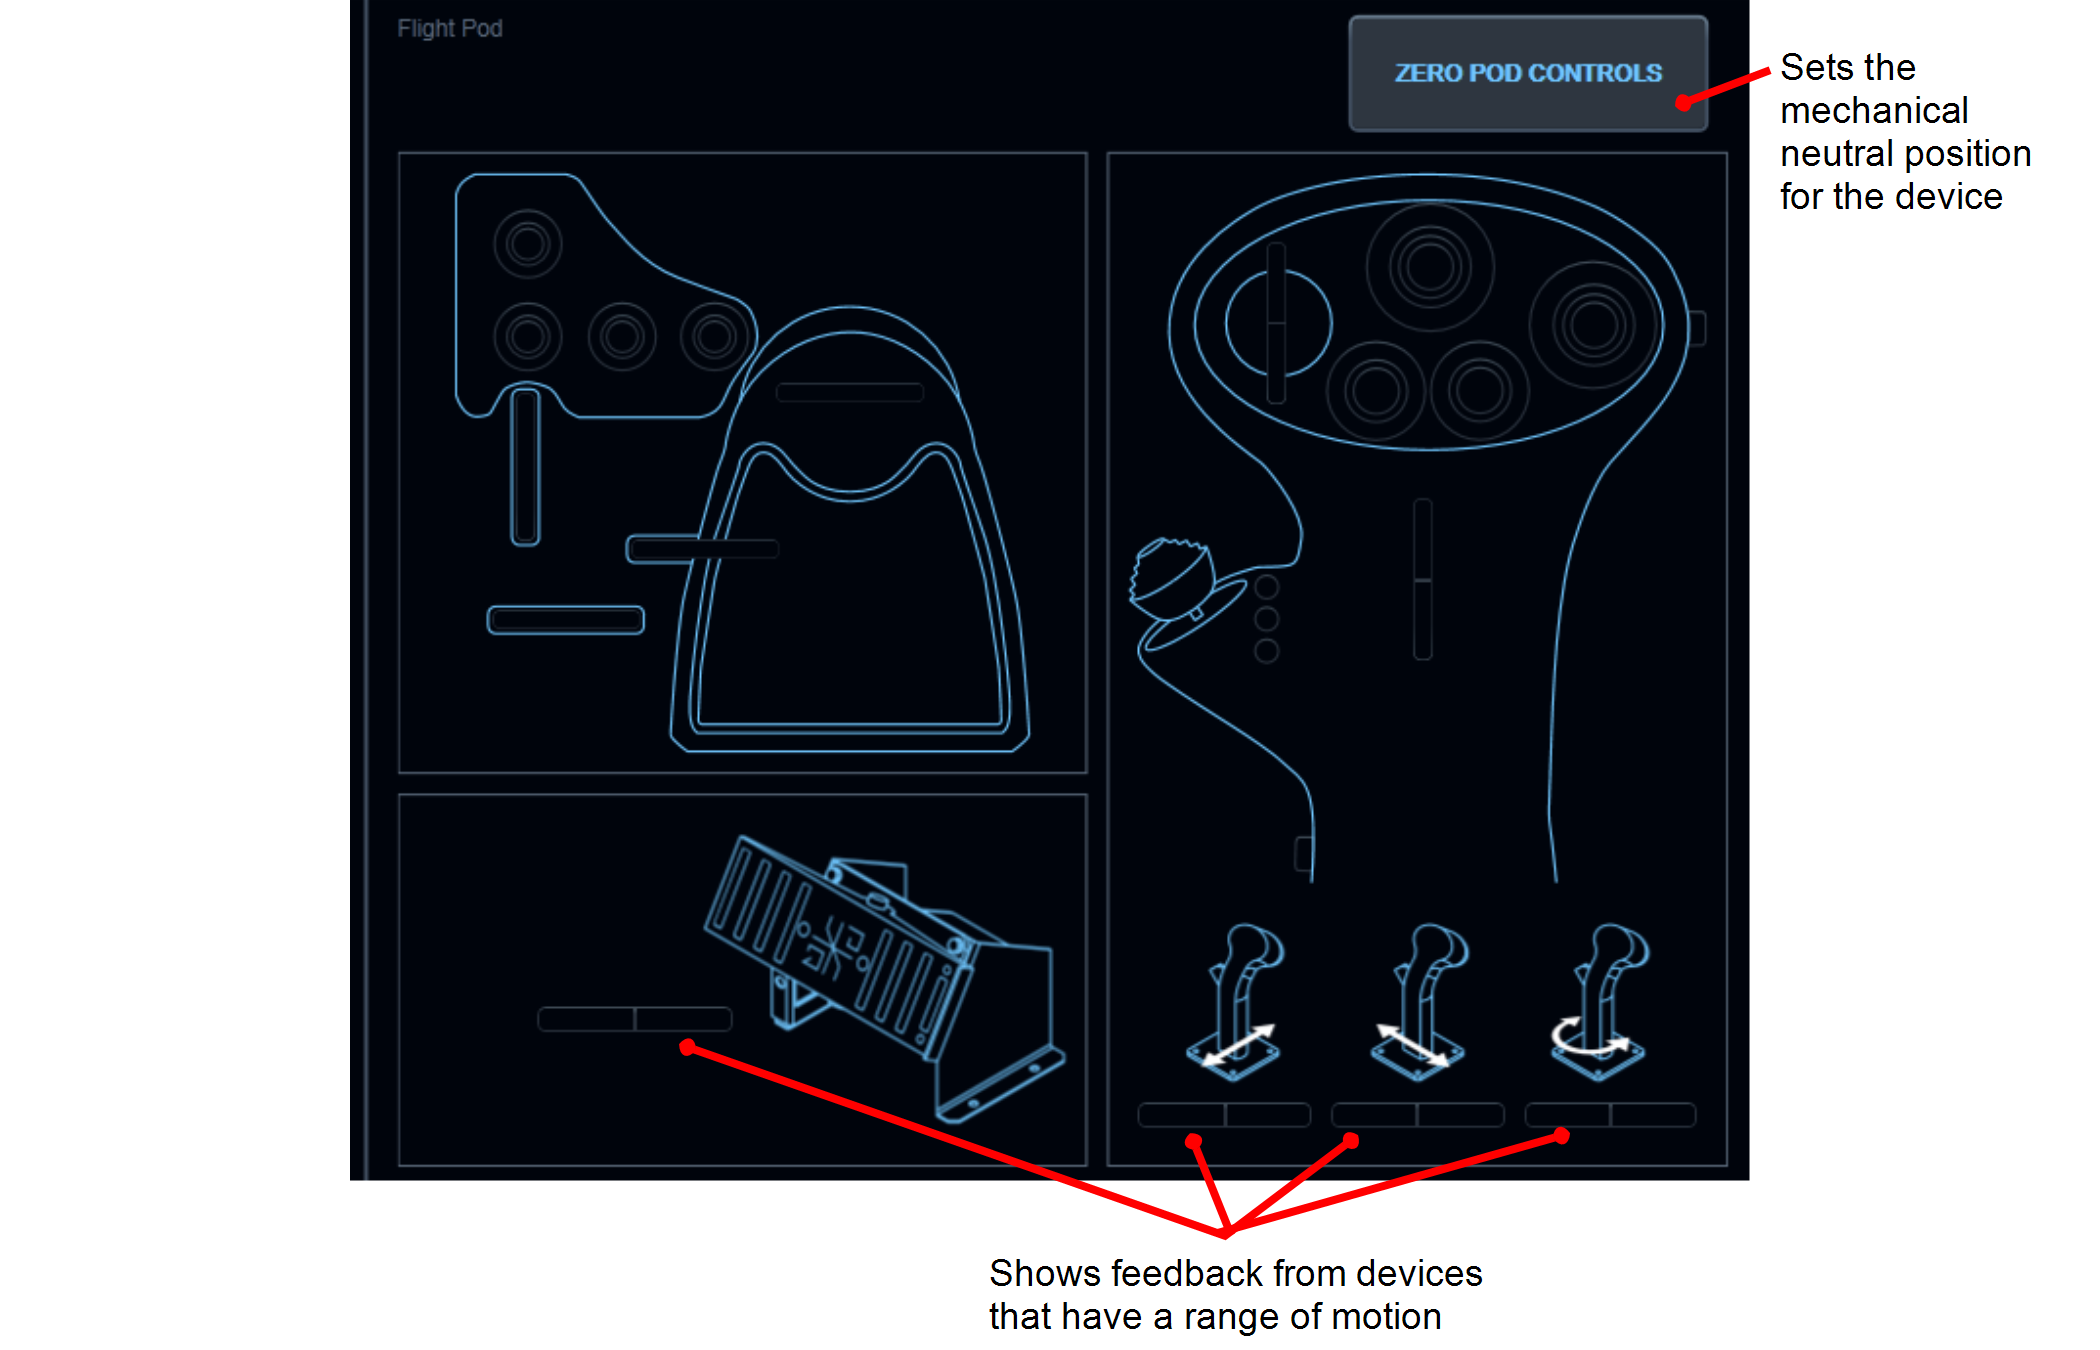 Flight Pod
ZERO POD CONTROLS
Sets the
mechanical
neutral position
for the device
Shows feedback from devices
that have a range of motion